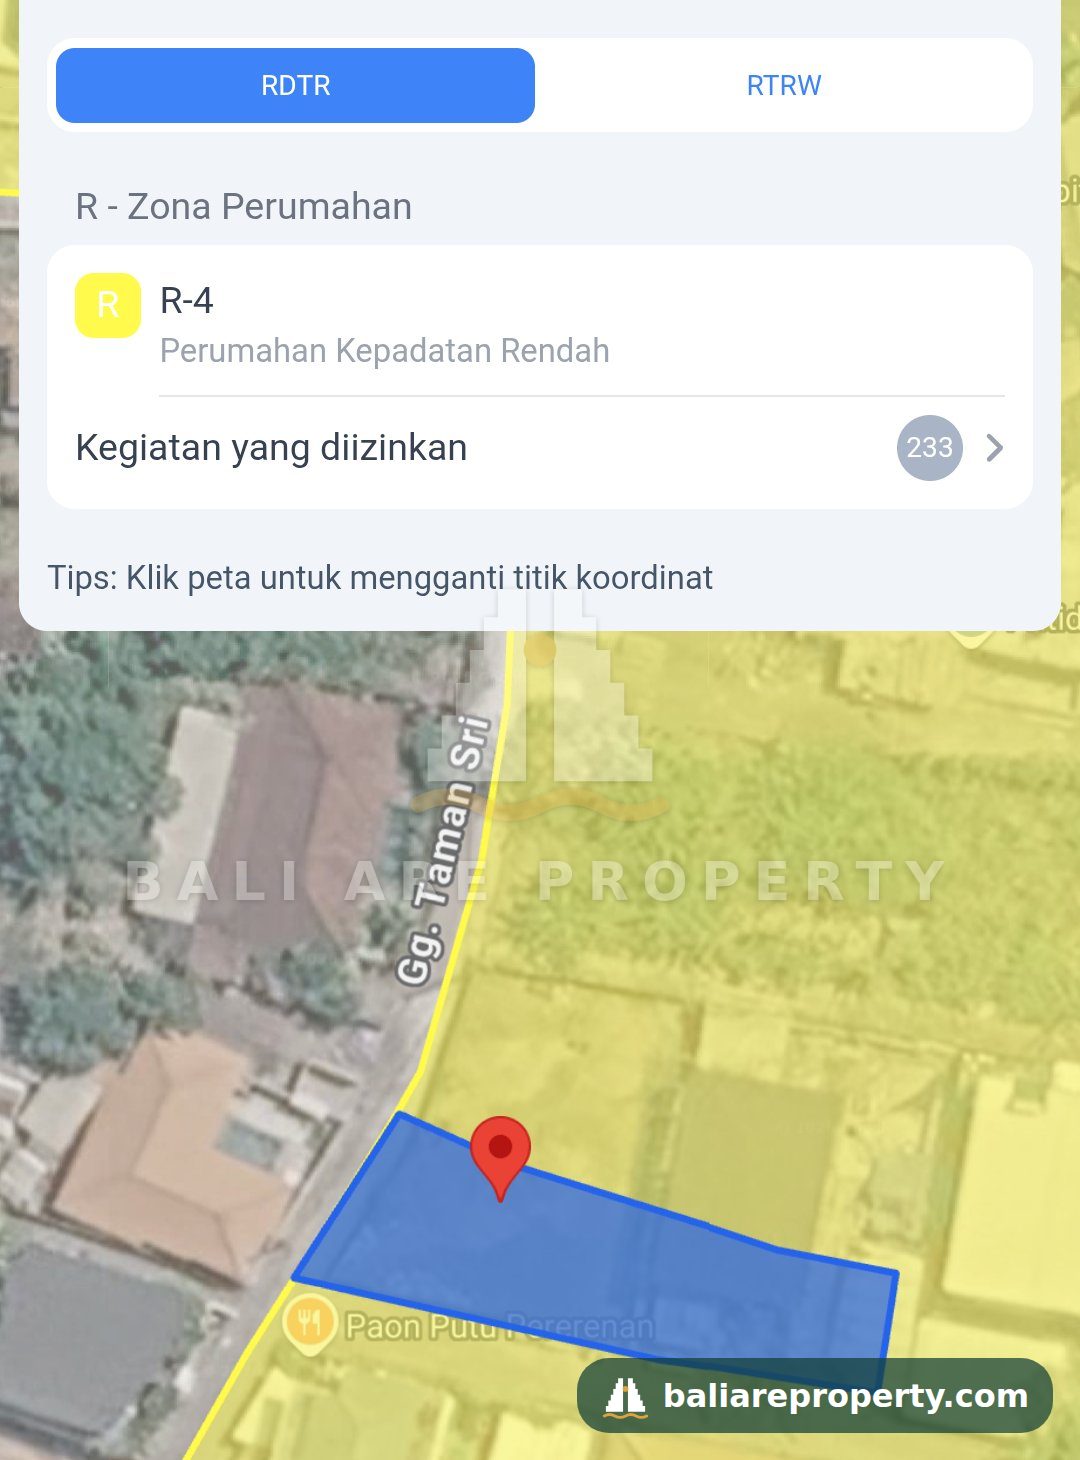 RDTR
RTRW
R - Zona Perumahan
R
R-4
Perumahan Kepadatan Rendah
Kegiatan yang diizinkan
233
Tips: Klik peta untuk mengganti titik koordinat
Gg. Taman Sri
BALI ARE PROPERTY
Paon Putu Pererenan
baliareproperty.com